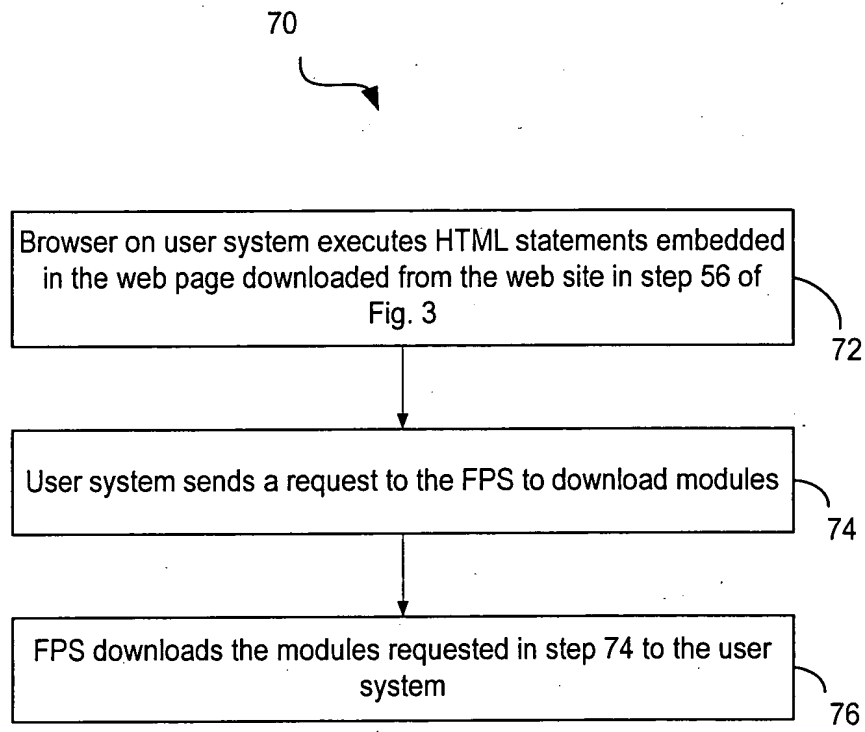 70
Browser on user system executes HTML statements embedded
in the web page downloaded from the web site in step 56 of
Fig. 3
72
User system sends a request to the FPS to download modules
74
FPS downloads the modules requested in step 74 to the user
system
76